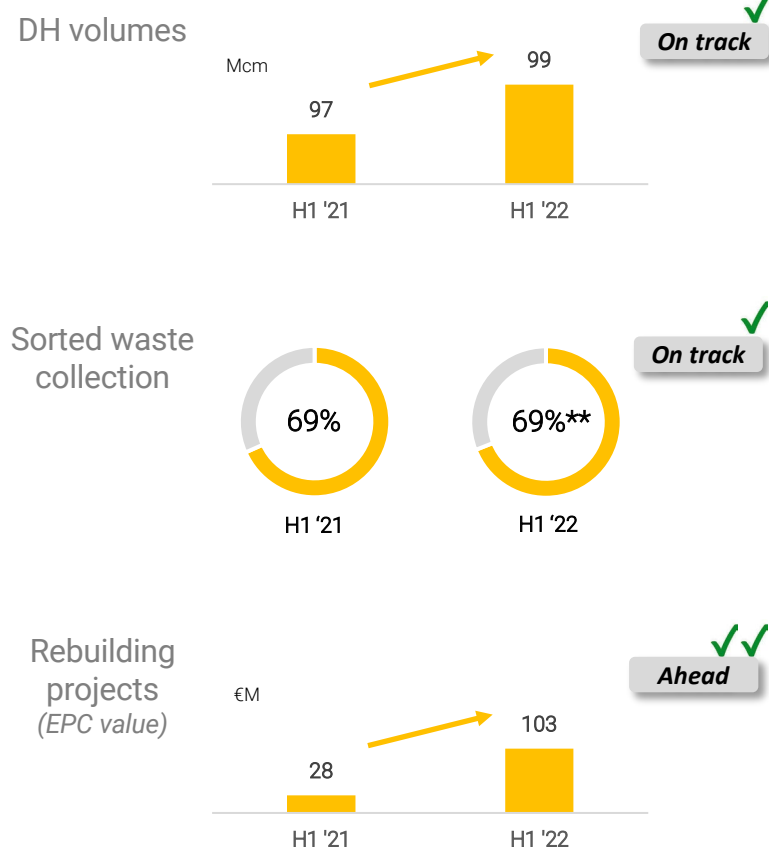 DH volumes
On track
Mcm
97
99
H1 '21
H1 '22
Sorted waste
collection
On track
69%
69%**
H1 ‘21
H1 ‘22
Rebuilding
projects
(EPC value)
Ahead
€M
28
103
H1 '21
H1 '22